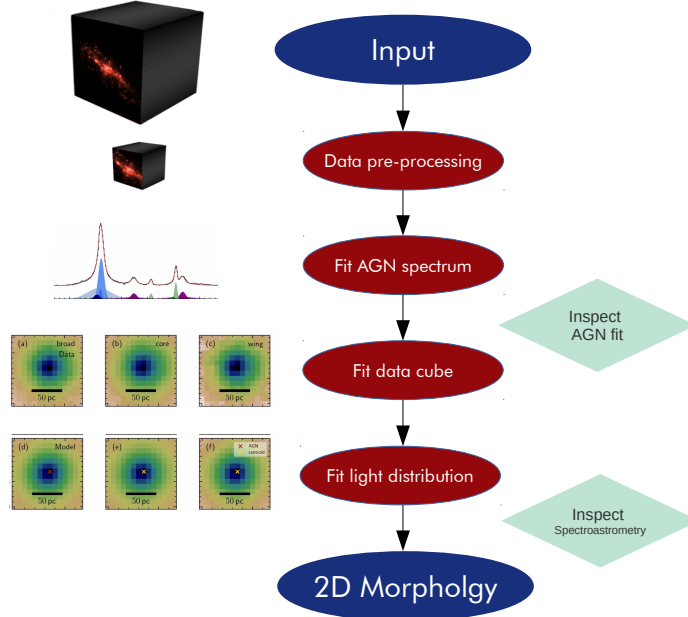 Input
Data pre-processing
Fit AGN spectrum
Inspect
AGN fit
(a) broad
Data
50 pc
(b) core
50 pc
(c) wing
50 pc
Fit data cube
(d) Model
50 pc
(e)
50 pc
(f)
AGN
centroid
50 pc
Fit light distribution
Inspect
Spectroastrometry
2D Morpholgy